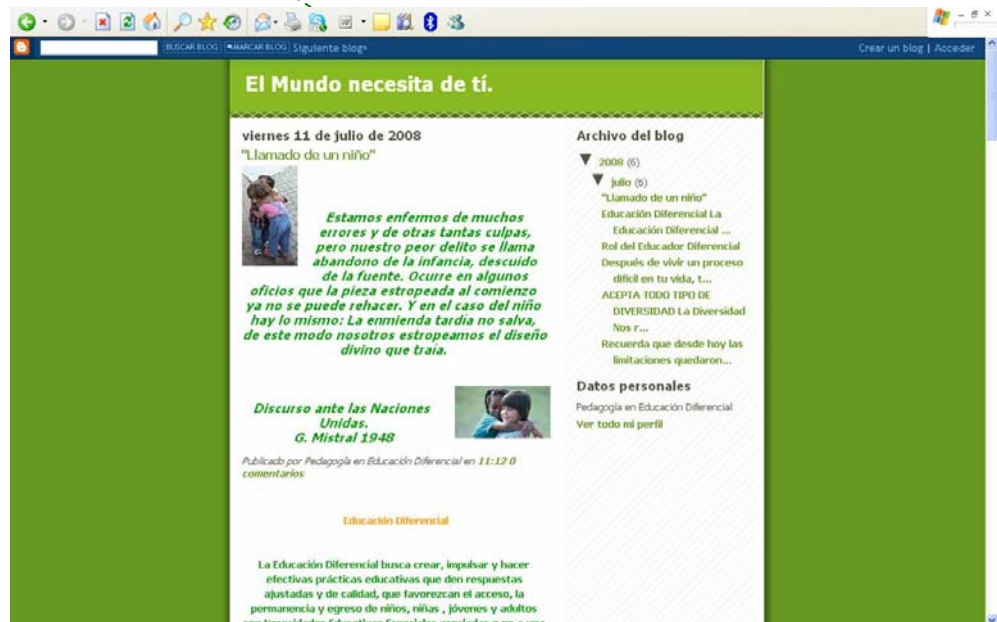 BUSCAR BLOG MARCAR BLOG Siguiente blog»
Crear un blog | Acceder
El Mundo necesita de tí.
viernes 11 de julio de 2008
"Llamado de un niño"
Estamos enfermos de muchos
errores y de otras tantas culpas,
pero nuestro peor delito se llama
abandono de la infancia, descuido
de la fuente. Ocurre en algunos
oficios que la pieza estropeada al comienzo
ya no se puede rehacer. Y en el caso del niño
hay lo mismo: La enmienda tardía no salva,
de este modo nosotros estropeamos el diseño
divino que traía.
Discurso ante las Naciones
Unidas.
G. Mistral 1948
Publicado por Pedagogía en Educación Diferencial en 11:12 0
comentarios
Educación Diferencial
La Educación Diferencial busca crear, impulsar y hacer
efectivas prácticas educativas que den respuestas
ajustadas y de calidad, que favorezcan el acceso, la
permanencia y egreso de niños, niñas , jóvenes y adultos
Archivo del blog
▼ 2008 (6)
▼ julio (6)
"Llamado de un niño"
Educación Diferencial La
Educación Diferencial ...
Rol del Educador Diferencial
Después de vivir un proceso
difícil en tu vida, t...
ACEPTA TODO TIPO DE
DIVERSIDAD La Diversidad
Nos r...
Recuerda que desde hoy las
limitaciones quedaron...
Datos personales
Pedagogía en Educación Diferencial
Ver todo mi perfil